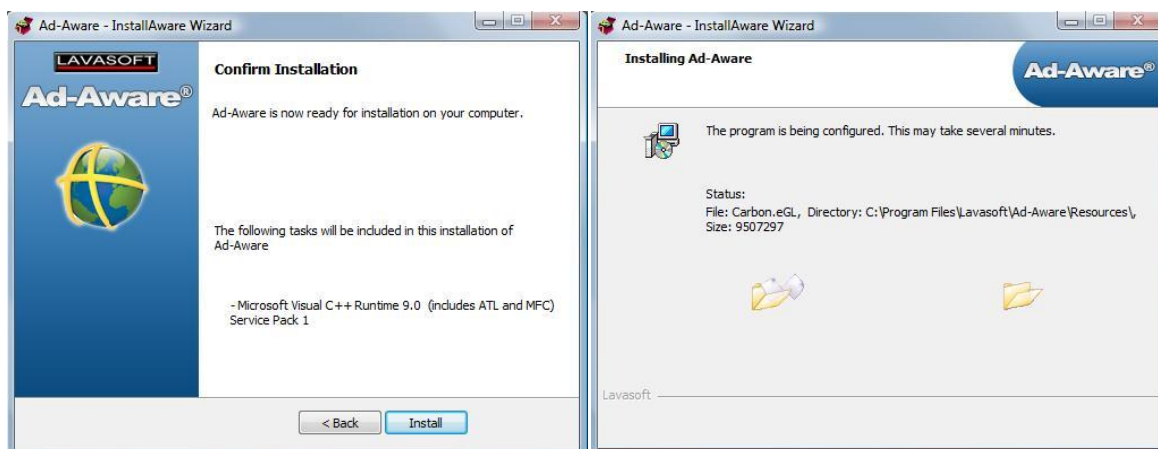 Ad-Aware - InstallAware Wizard
LAVASOFT
Ad-Aware®
Confirm Installation
Ad-Aware is now ready for installation on your computer.
The following tasks will be included in this installation of
Ad-Aware
- Microsoft Visual C++ Runtime 9.0 (includes ATL and MFC)
Service Pack 1
< Back
Install
Ad-Aware - InstallAware Wizard
Installing Ad-Aware
Ad-Aware®
The program is being configured. This may take several minutes.
Status:
File: Carbon.eGL, Directory: C:\Program Files\Lavasoft\Ad-Aware\Resources\,
Size: 9507297
Lavasoft